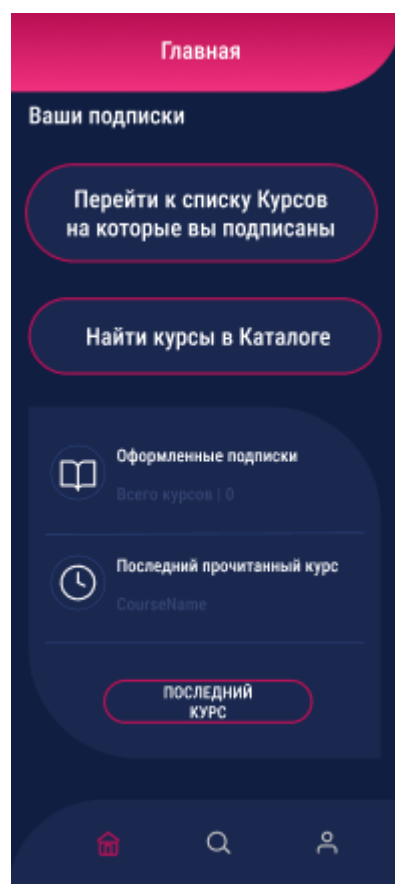 Главная
Ваши подписки
Перейти к списку Курсов
на которые вы подписаны
Найти курсы в Каталоге
Оформленные подписки
Всего курсов | 0
Последний прочитанный курс
CourseName
ПОСЛЕДНИЙ
КУРС